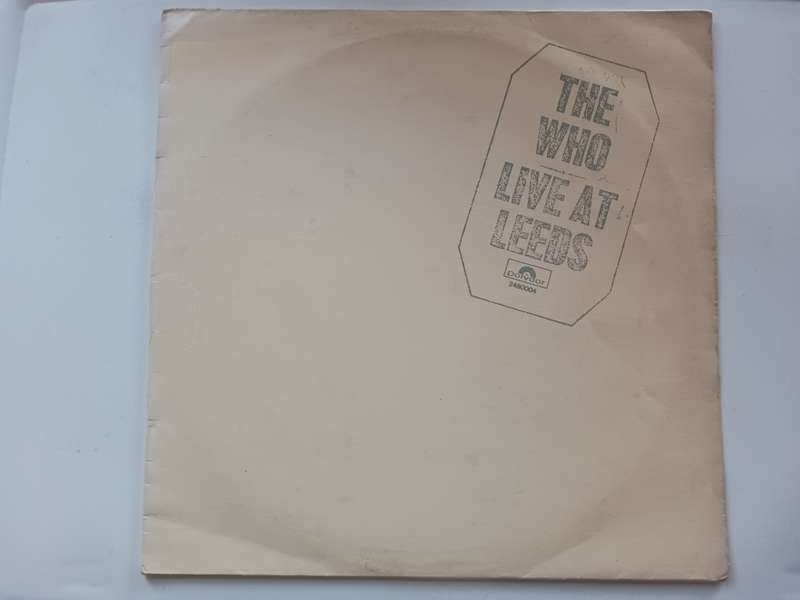 THE
WHO
LIVE AT
LEEDS
Polydor
2480004